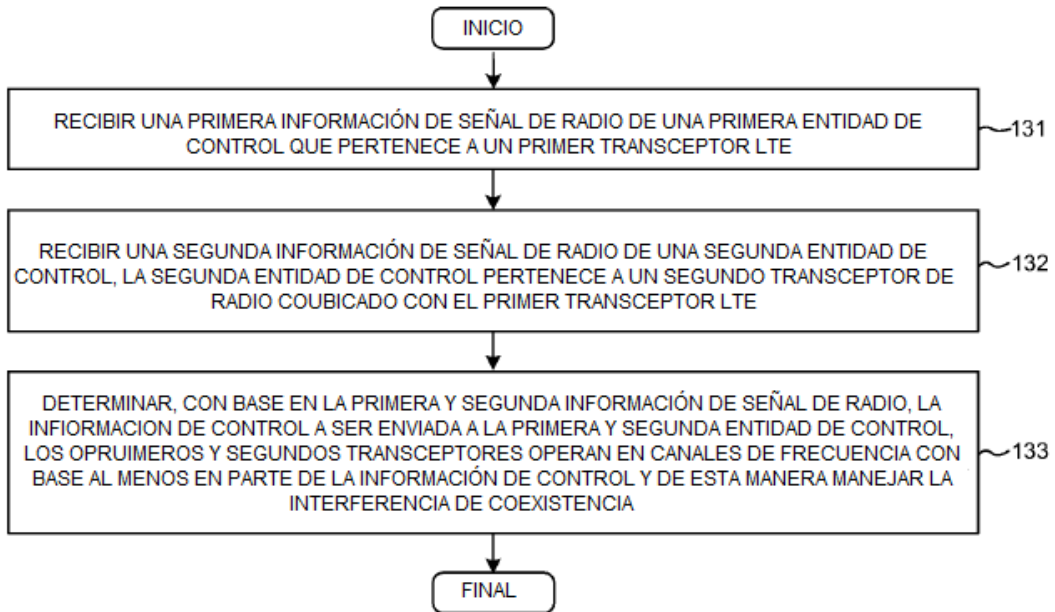 INICIO
RECIBIR UNA PRIMERA INFORMACIÓN DE SEÑAL DE RADIO DE UNA PRIMERA ENTIDAD DE
CONTROL QUE PERTENECE A UN PRIMER TRANSCEPTOR LTE
131
RECIBIR UNA SEGUNDA INFORMACIÓN DE SEÑAL DE RADIO DE UNA SEGUNDA ENTIDAD DE
CONTROL, LA SEGUNDA ENTIDAD DE CONTROL PERTENECE A UN SEGUNDO TRANSCEPTOR DE
RADIO COUBICADO CON EL PRIMER TRANSCEPTOR LTE
132
DETERMINAR, CON BASE EN LA PRIMERA Y SEGUNDA INFORMACIÓN DE SEÑAL DE RADIO, LA
INFIORMACION DE CONTROL A SER ENVIADA A LA PRIMERA Y SEGUNDA ENTIDAD DE CONTROL,
LOS OPRUIMEROS Y SEGUNDOS TRANSCEPTORES OPERAN EN CANALES DE FRECUENCIA CON
BASE AL MENOS EN PARTE DE LA INFORMACIÓN DE CONTROL Y DE ESTA MANERA MANEJAR LA
INTERFERENCIA DE COEXISTENCIA
133
FINAL